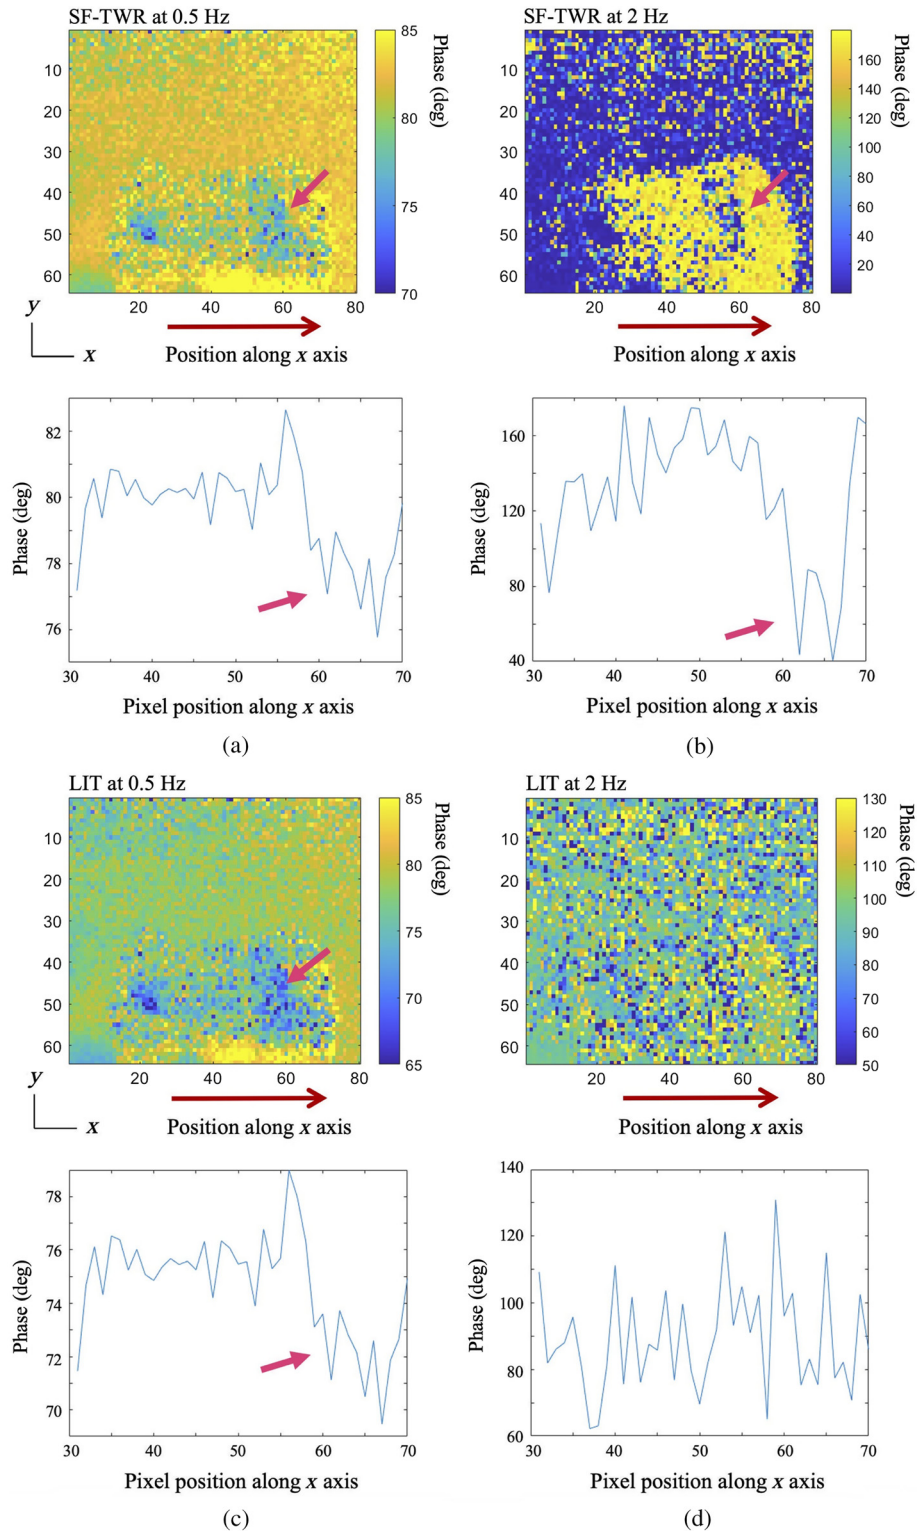 SF-TWR at 0.5 Hz
85
80
75
70
Phase (deg)
10
20
30
40
50
60
20 40 60 80
y
x
Position along x axis
SF-TWR at 2 Hz
160
140
120
100
80
60
40
20
Phase (deg)
10
20
30
40
50
60
20 40 60 80
Position along x axis
82
80
78
76
Phase (deg)
30 40 50 60 70
Pixel position along x axis
(a)
160
120
80
40
Phase (deg)
30 40 50 60 70
Pixel position along x axis
(b)
LIT at 0.5 Hz
85
80
75
70
65
Phase (deg)
10
20
30
40
50
60
20 40 60 80
y
x
Position along x axis
LIT at 2 Hz
130
120
110
100
90
80
70
60
50
Phase (deg)
10
20
30
40
50
60
20 40 60 80
Position along x axis
78
76
74
72
70
Phase (deg)
30 40 50 60 70
Pixel position along x axis
(c)
140
120
100
80
60
Phase (deg)
30 40 50 60 70
Pixel position along x axis
(d)